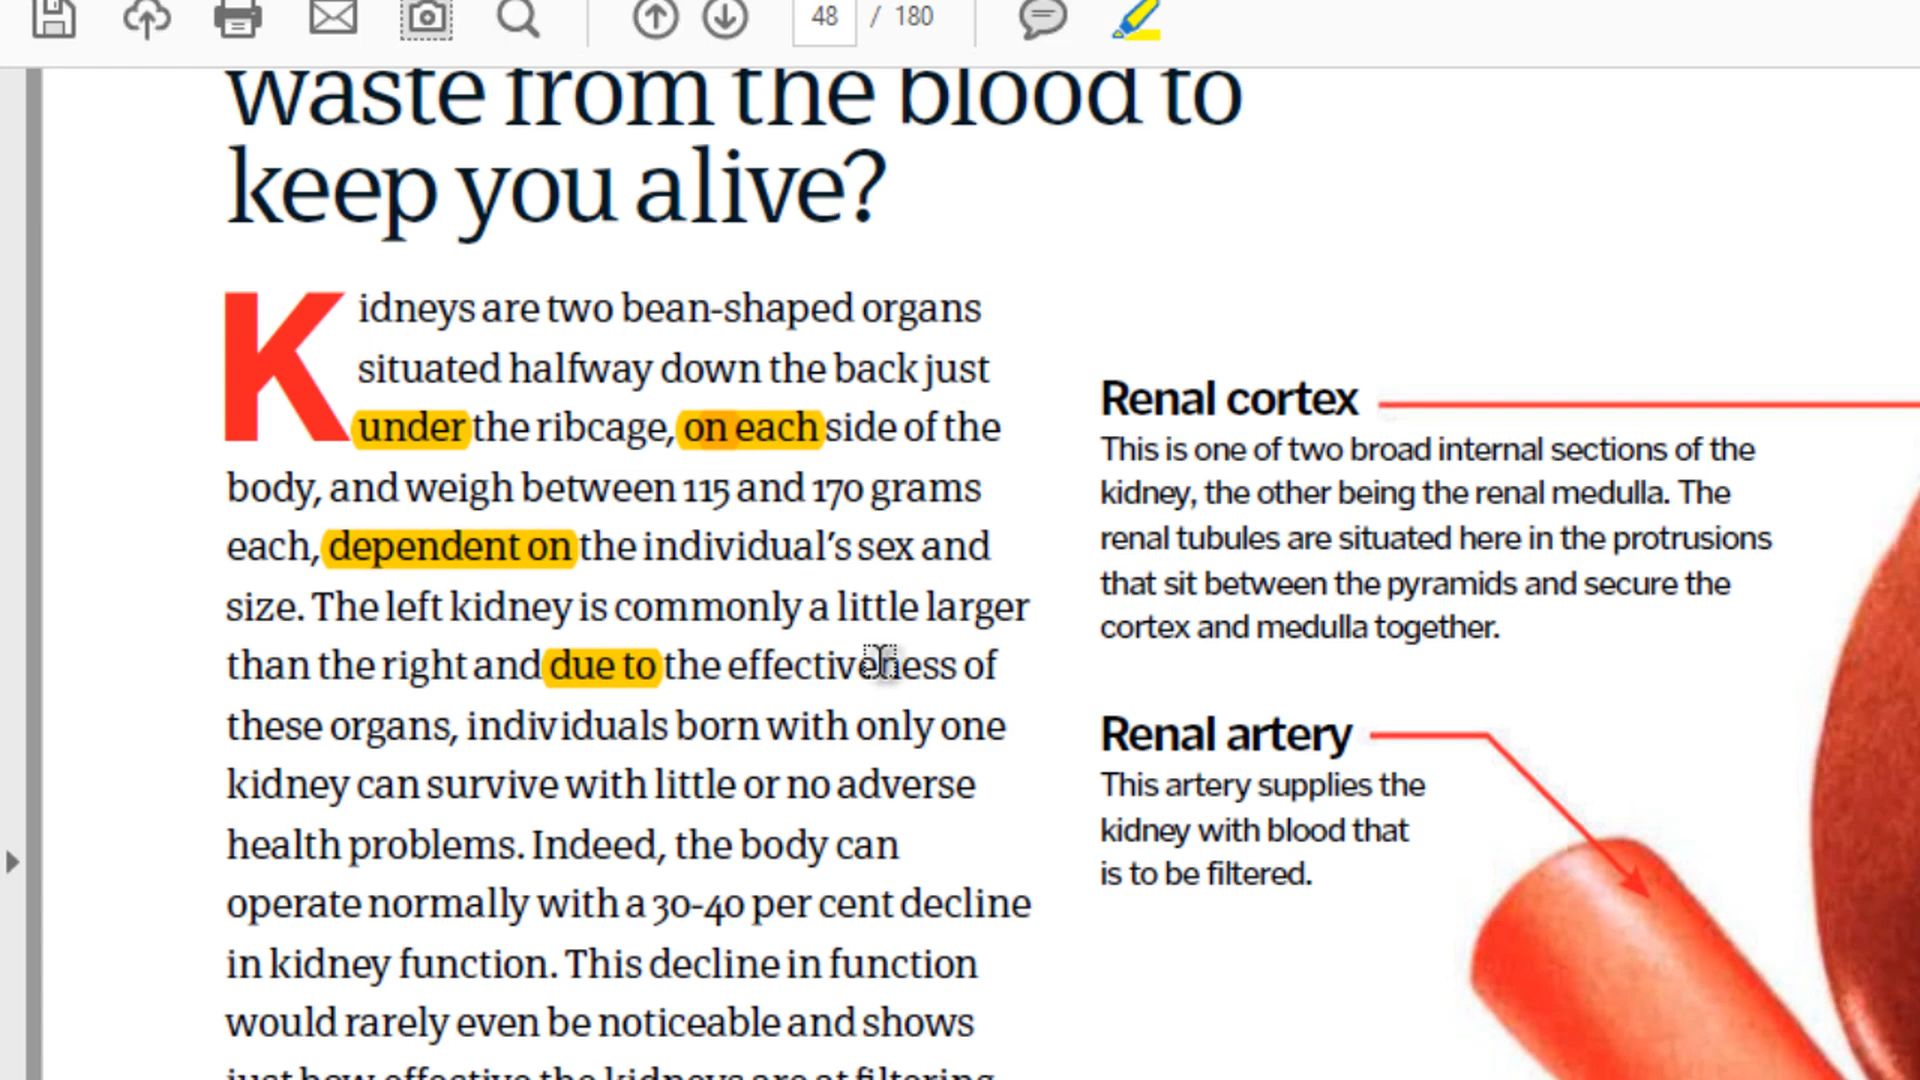 48 / 180
waste from the blood to
keep you alive?
Kidneys are two bean-shaped organs
situated halfway down the back just
under the ribcage, on each side of the
body, and weigh between 115 and 170 grams
each, dependent on the individual’s sex and
size. The left kidney is commonly a little larger
than the right and due to the effectiveness of
these organs, individuals born with only one
kidney can survive with little or no adverse
health problems. Indeed, the body can
operate normally with a 30-40 per cent decline
in kidney function. This decline in function
would rarely even be noticeable and shows
just how effective the kidneys are at filtering
Renal cortex
This is one of two broad internal sections of the
kidney, the other being the renal medulla. The
renal tubules are situated here in the protrusions
that sit between the pyramids and secure the
cortex and medulla together.
Renal artery
This artery supplies the
kidney with blood that
is to be filtered.